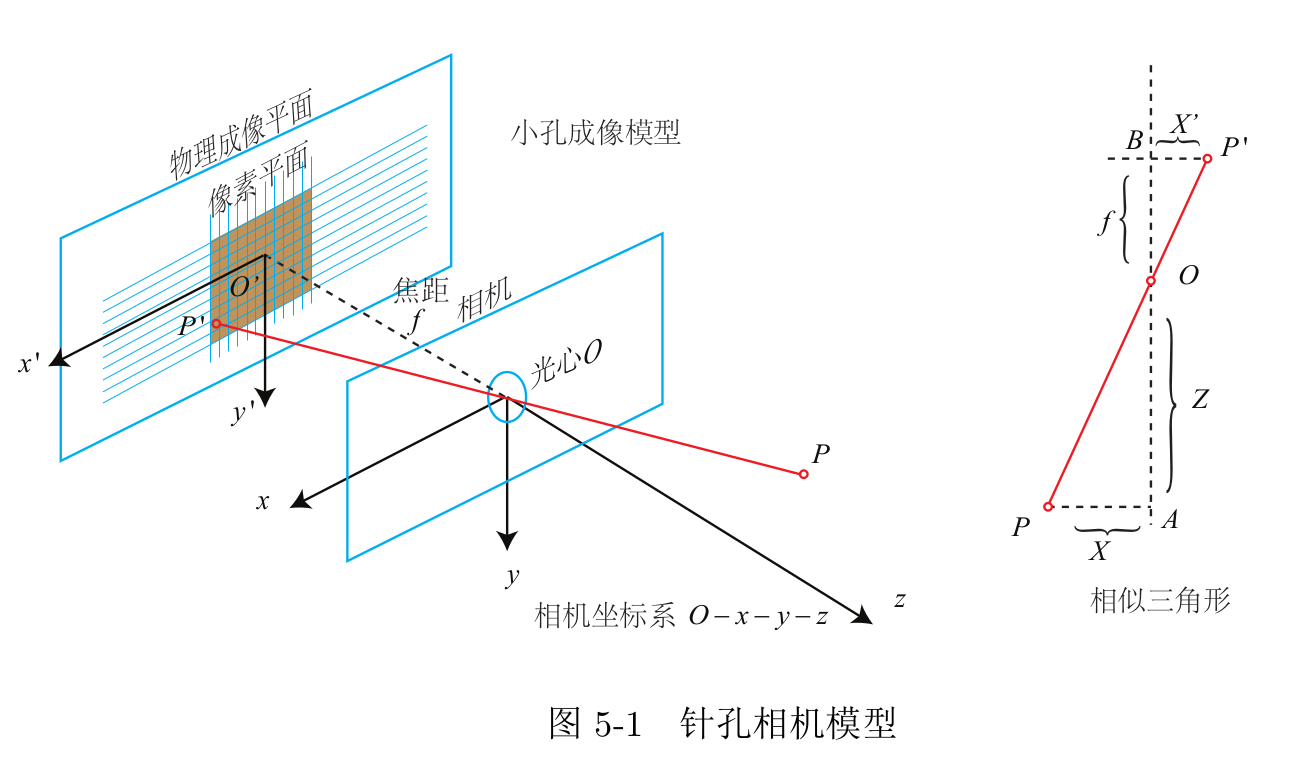 物理成像平面
像素平面
小孔成像模型
O'
P'
x'
y'
焦距
f
相机
光心O
x
y
z
P
相机坐标系 O－x－y－z
B
X'
P'
f
O
Z
P
X
A
相似三角形
图 5-1 针孔相机模型